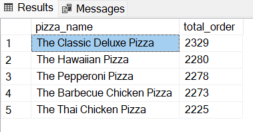 Results Messages
pizza_name total_order
1 The Classic Deluxe Pizza 2329
2 The Hawaiian Pizza 2280
3 The Pepperoni Pizza 2278
4 The Barbecue Chicken Pizza 2273
5 The Thai Chicken Pizza 2225